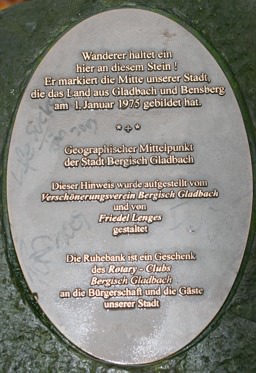 Wanderer haltet ein
hier an diesem Stein !
Er markiert die Mitte unserer Stadt,
die das Land aus Gladbach und Bensberg
am 1. Januar 1975 gebildet hat.
* + *
Geographischer Mittelpunkt
der Stadt Bergisch Gladbach
Dieser Hinweis wurde aufgestellt vom
Verschönerungsverein Bergisch Gladbach
und von
Friedel Lenges
gestaltet
Die Ruhebank ist ein Geschenk
des Rotary - Clubs
Bergisch Gladbach
an die Bürgerschaft und die Gäste
unserer Stadt